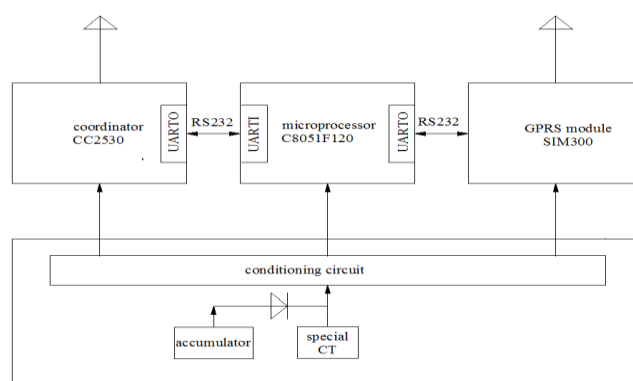 coordinator
CC2530
UARTO
RS232
UARTI
microprocessor
C8051F120
UARTO
RS232
GPRS module
SIM300
conditioning circuit
accumulator
special
CT